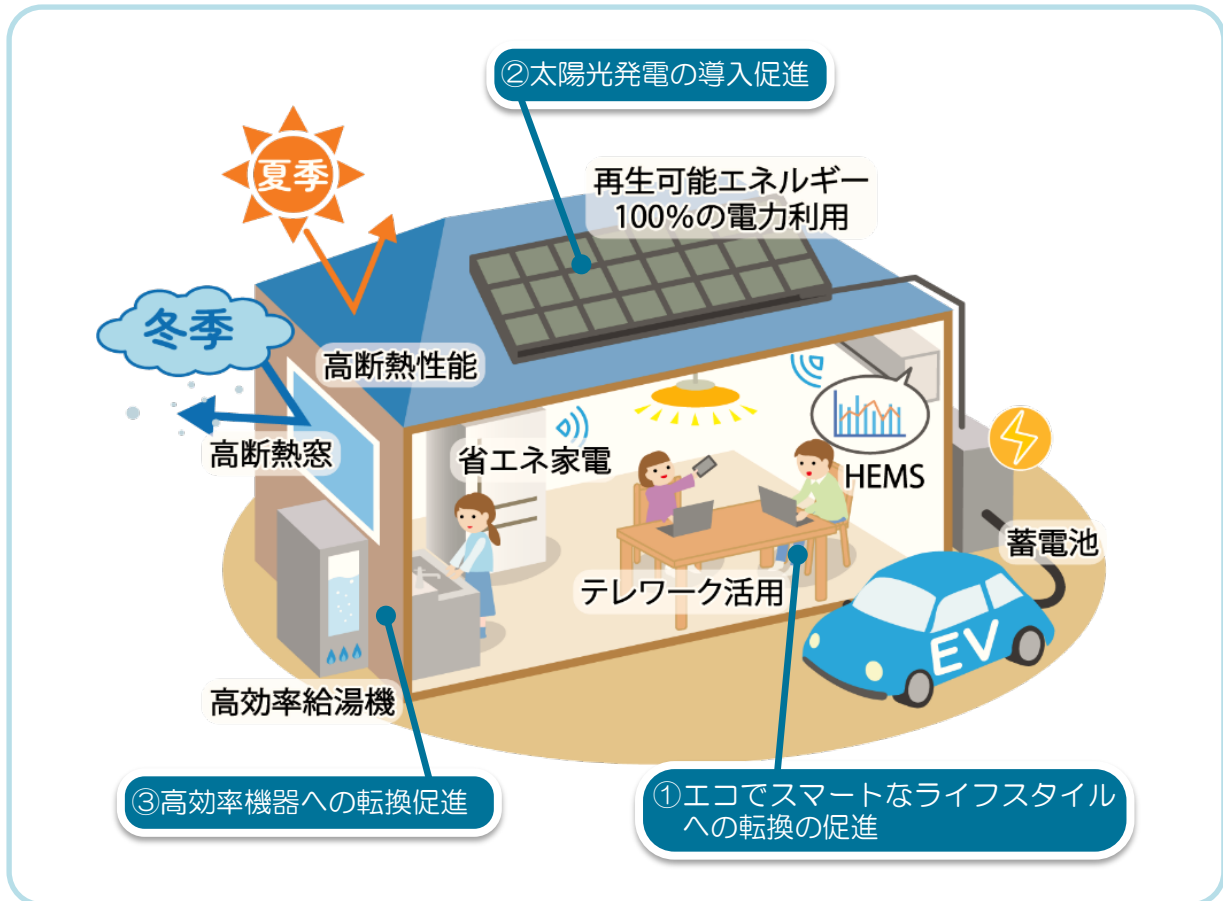 ②太陽光発電の導入促進
夏季
再生可能エネルギー
100%の電力利用
冬季
高断熱性能
高断熱窓
省エネ家電
HEMS
蓄電池
テレワーク活用
EV
高効率給湯機
③高効率機器への転換促進
①エコでスマートなライフスタイル
への転換の促進